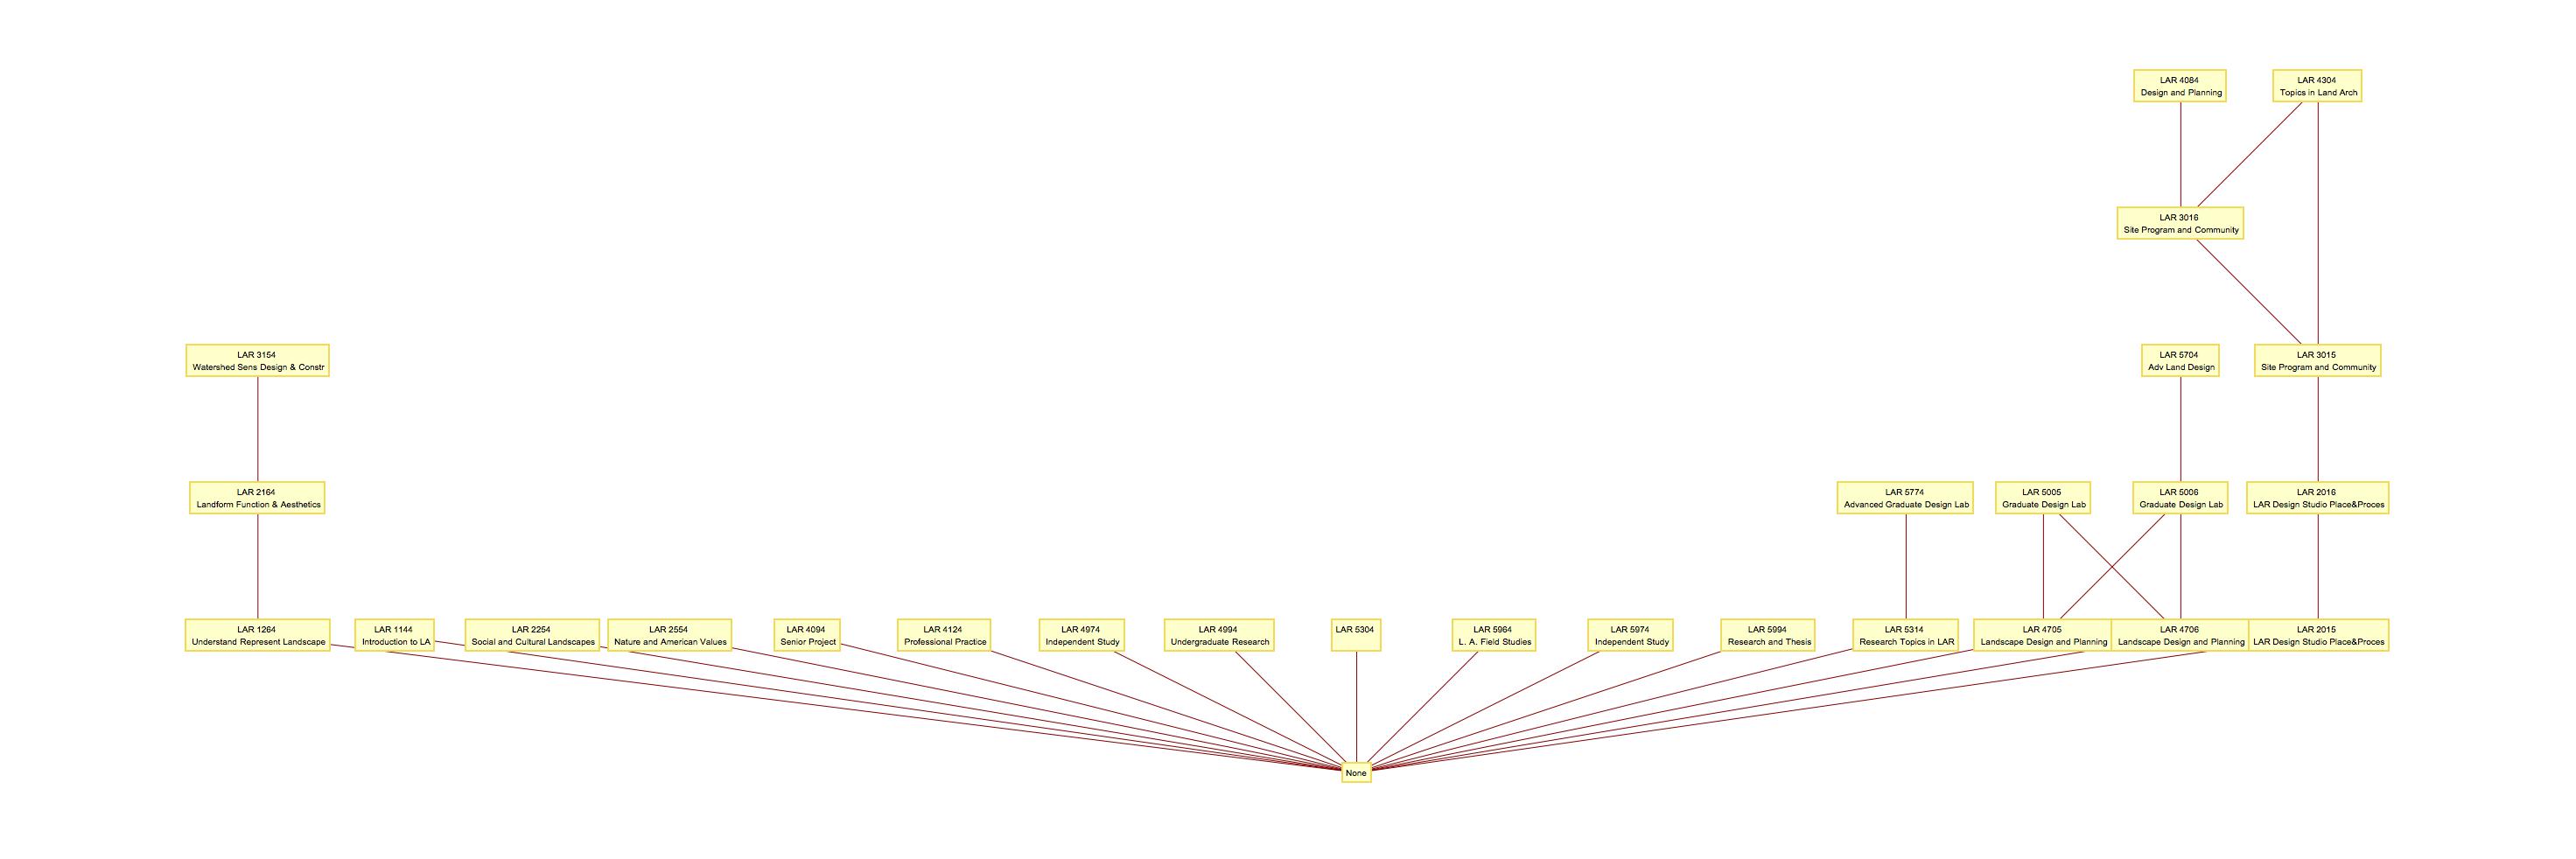 LAR 4084
Design and Planning
LAR 4304
Topics in Land Arch
LAR 3016
Site Program and Community
LAR 3154
Watershed Sens Design & Constr
LAR 5704
Adv Land Design
LAR 3015
Site Program and Community
LAR 2164
Landform Function & Aesthetics
LAR 5774
Advanced Graduate Design Lab
LAR 5005
Graduate Design Lab
LAR 5006
Graduate Design Lab
LAR 2016
LAR Design Studio Place&Proces
LAR 1264
Understand Represent Landscape
LAR 1144
Introduction to LA
LAR 2254
Social and Cultural Landscapes
LAR 2554
Nature and American Values
LAR 4094
Senior Project
LAR 4124
Professional Practice
LAR 4974
Independent Study
LAR 4994
Undergraduate Research
LAR 5304
LAR 5964
L. A. Field Studies
LAR 5974
Independent Study
LAR 5994
Research and Thesis
LAR 5314
Research Topics in LAR
LAR 4705
Landscape Design and Planning
LAR 4706
Landscape Design and Planning
LAR 2015
LAR Design Studio Place&Proces
None